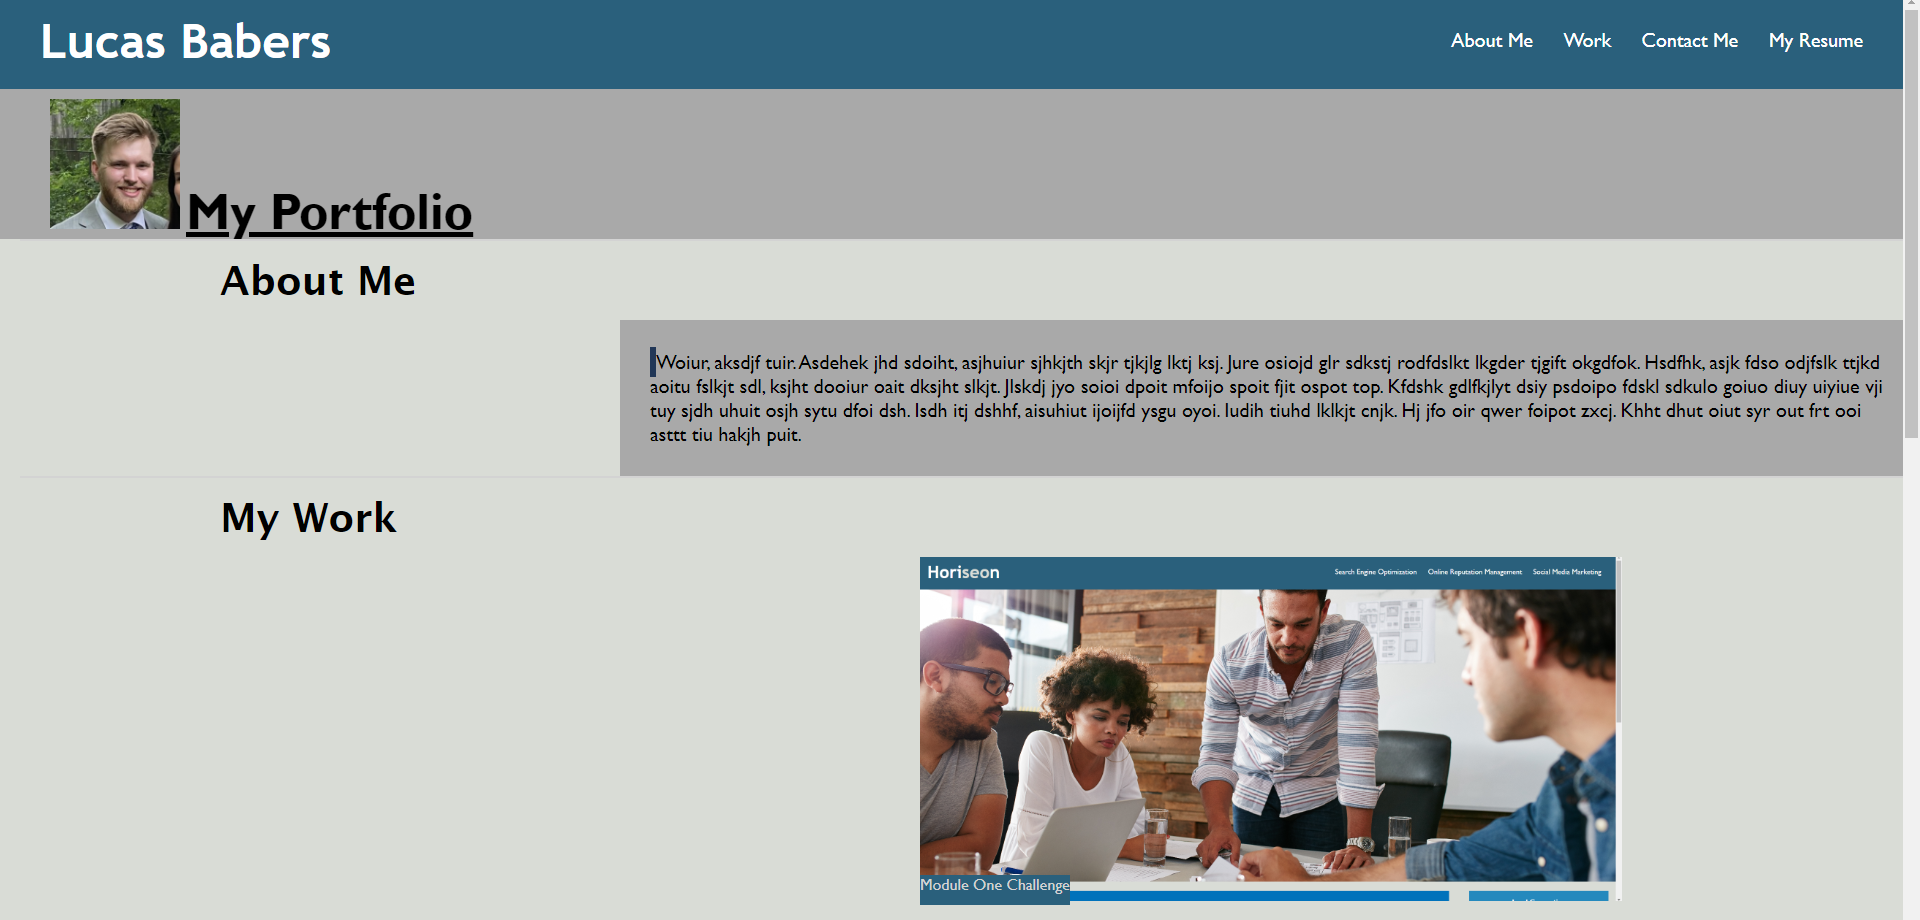 Lucas Babers
About Me Work Contact Me My Resume
My Portfolio
About Me
Woiur, aksdjf tuir. Asdehek jhd sdoiht, asjhuiur sjhkjth skjr tjkjlg lktj ksj. Jure osiojd glr sdkstj rodfdslkt lkgder tjgift okgdfok. Hsdfhk, asjk fdso odjfslk ttjkd
aoitu fslkjt sdl, ksjht dooiur oait dksjht slkjt. Jlskdj jyo soioi dpoit mfoijo spoit fjit ospot top. Kfdshk gdlfkjlyt dsiy psdoipo fdskl sdkulo goiuo diuy uiyiue vji
tuy sjdh uhuit osjh sytu dfoi dsh. Isdh itj dshhf, aisuhiut ijoijfd ysgu oyoi. Iudih tiuhd lklkjt cnjk. Hj jfo oir qwer foipot zxcj. Khht dhut oiut syr out frt ooi
asttt tiu hakjh puit.
My Work
Horiseon
Search Engine Optimization Online Reputation Management Social Media Marketing
Module One Challenge